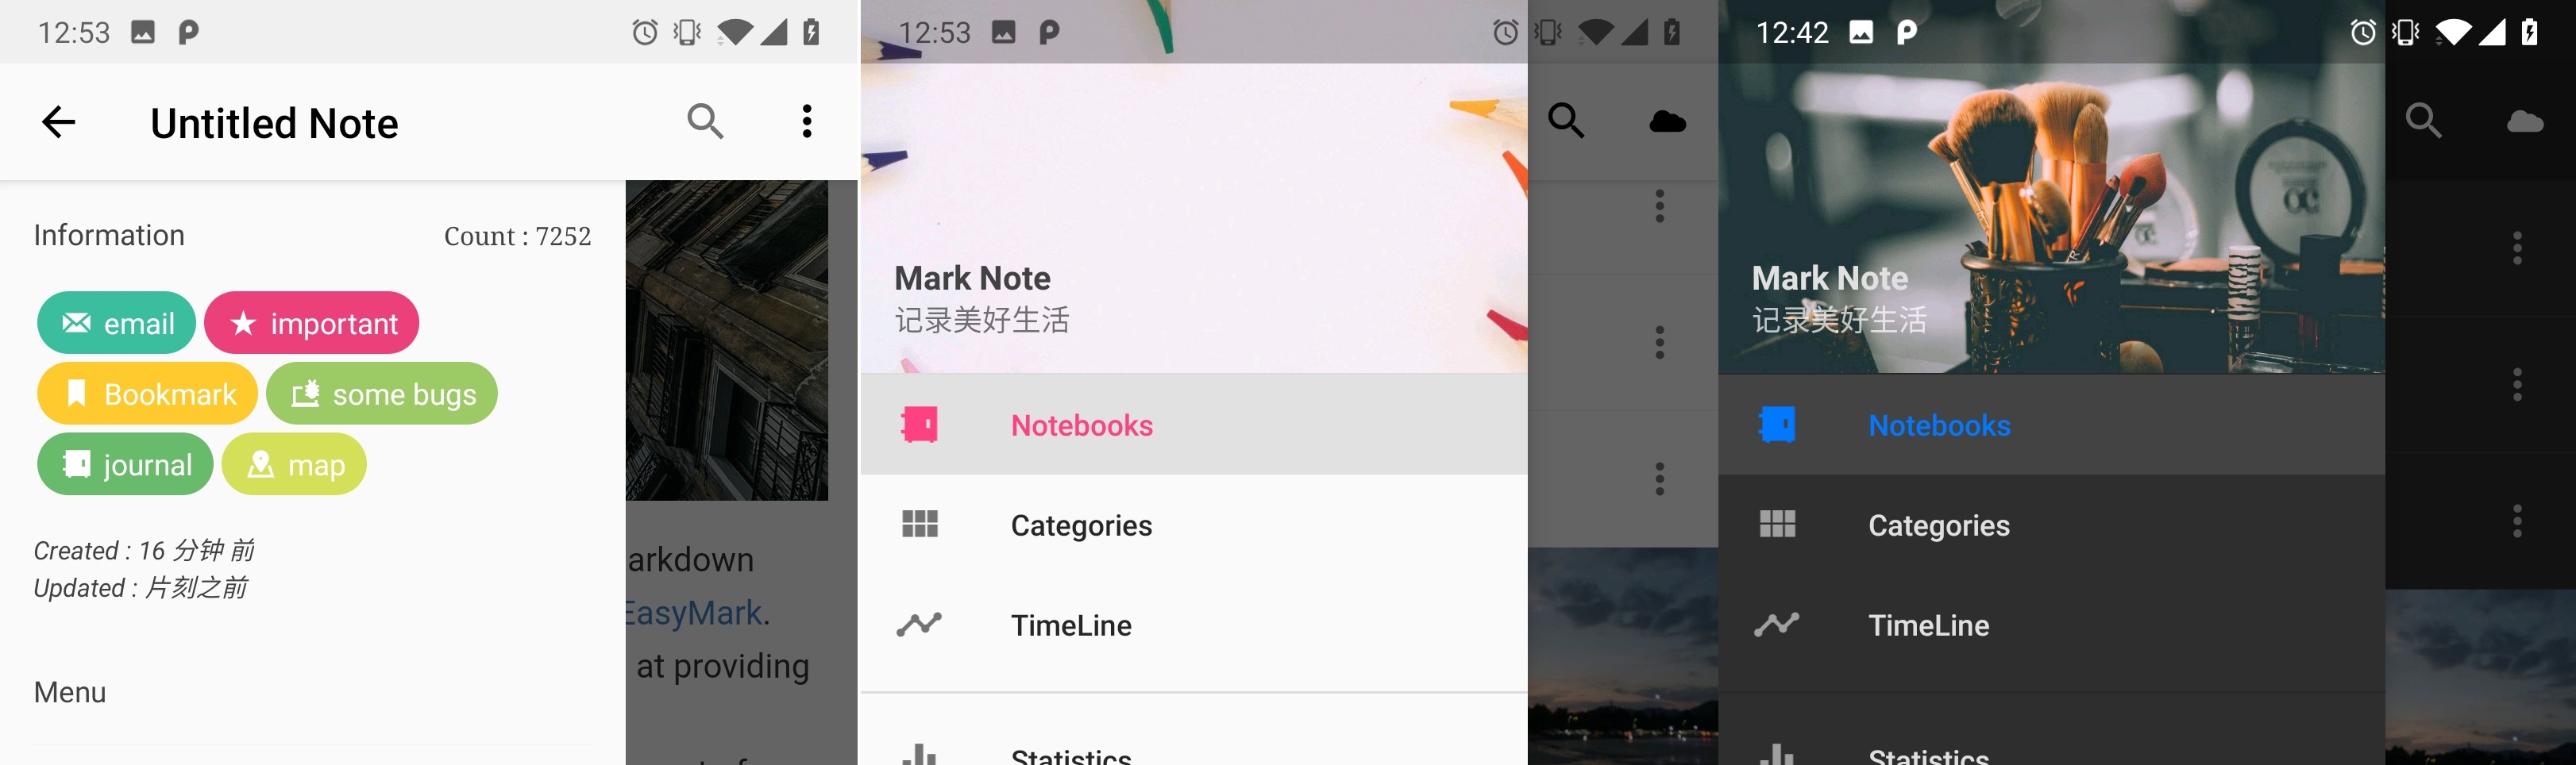 12:53
Untitled Note
Information
Count : 7252
email
important
Bookmark
some bugs
journal
map
Created : 16 分钟 前
Updated : 片刻之前
Menu
arkdown
EasyMark.
at providing
12:53
Mark Note
记录美好生活
Notebooks
Categories
TimeLine
Statistics
12:42
Mark Note
记录美好生活
Notebooks
Categories
TimeLine
Statistics